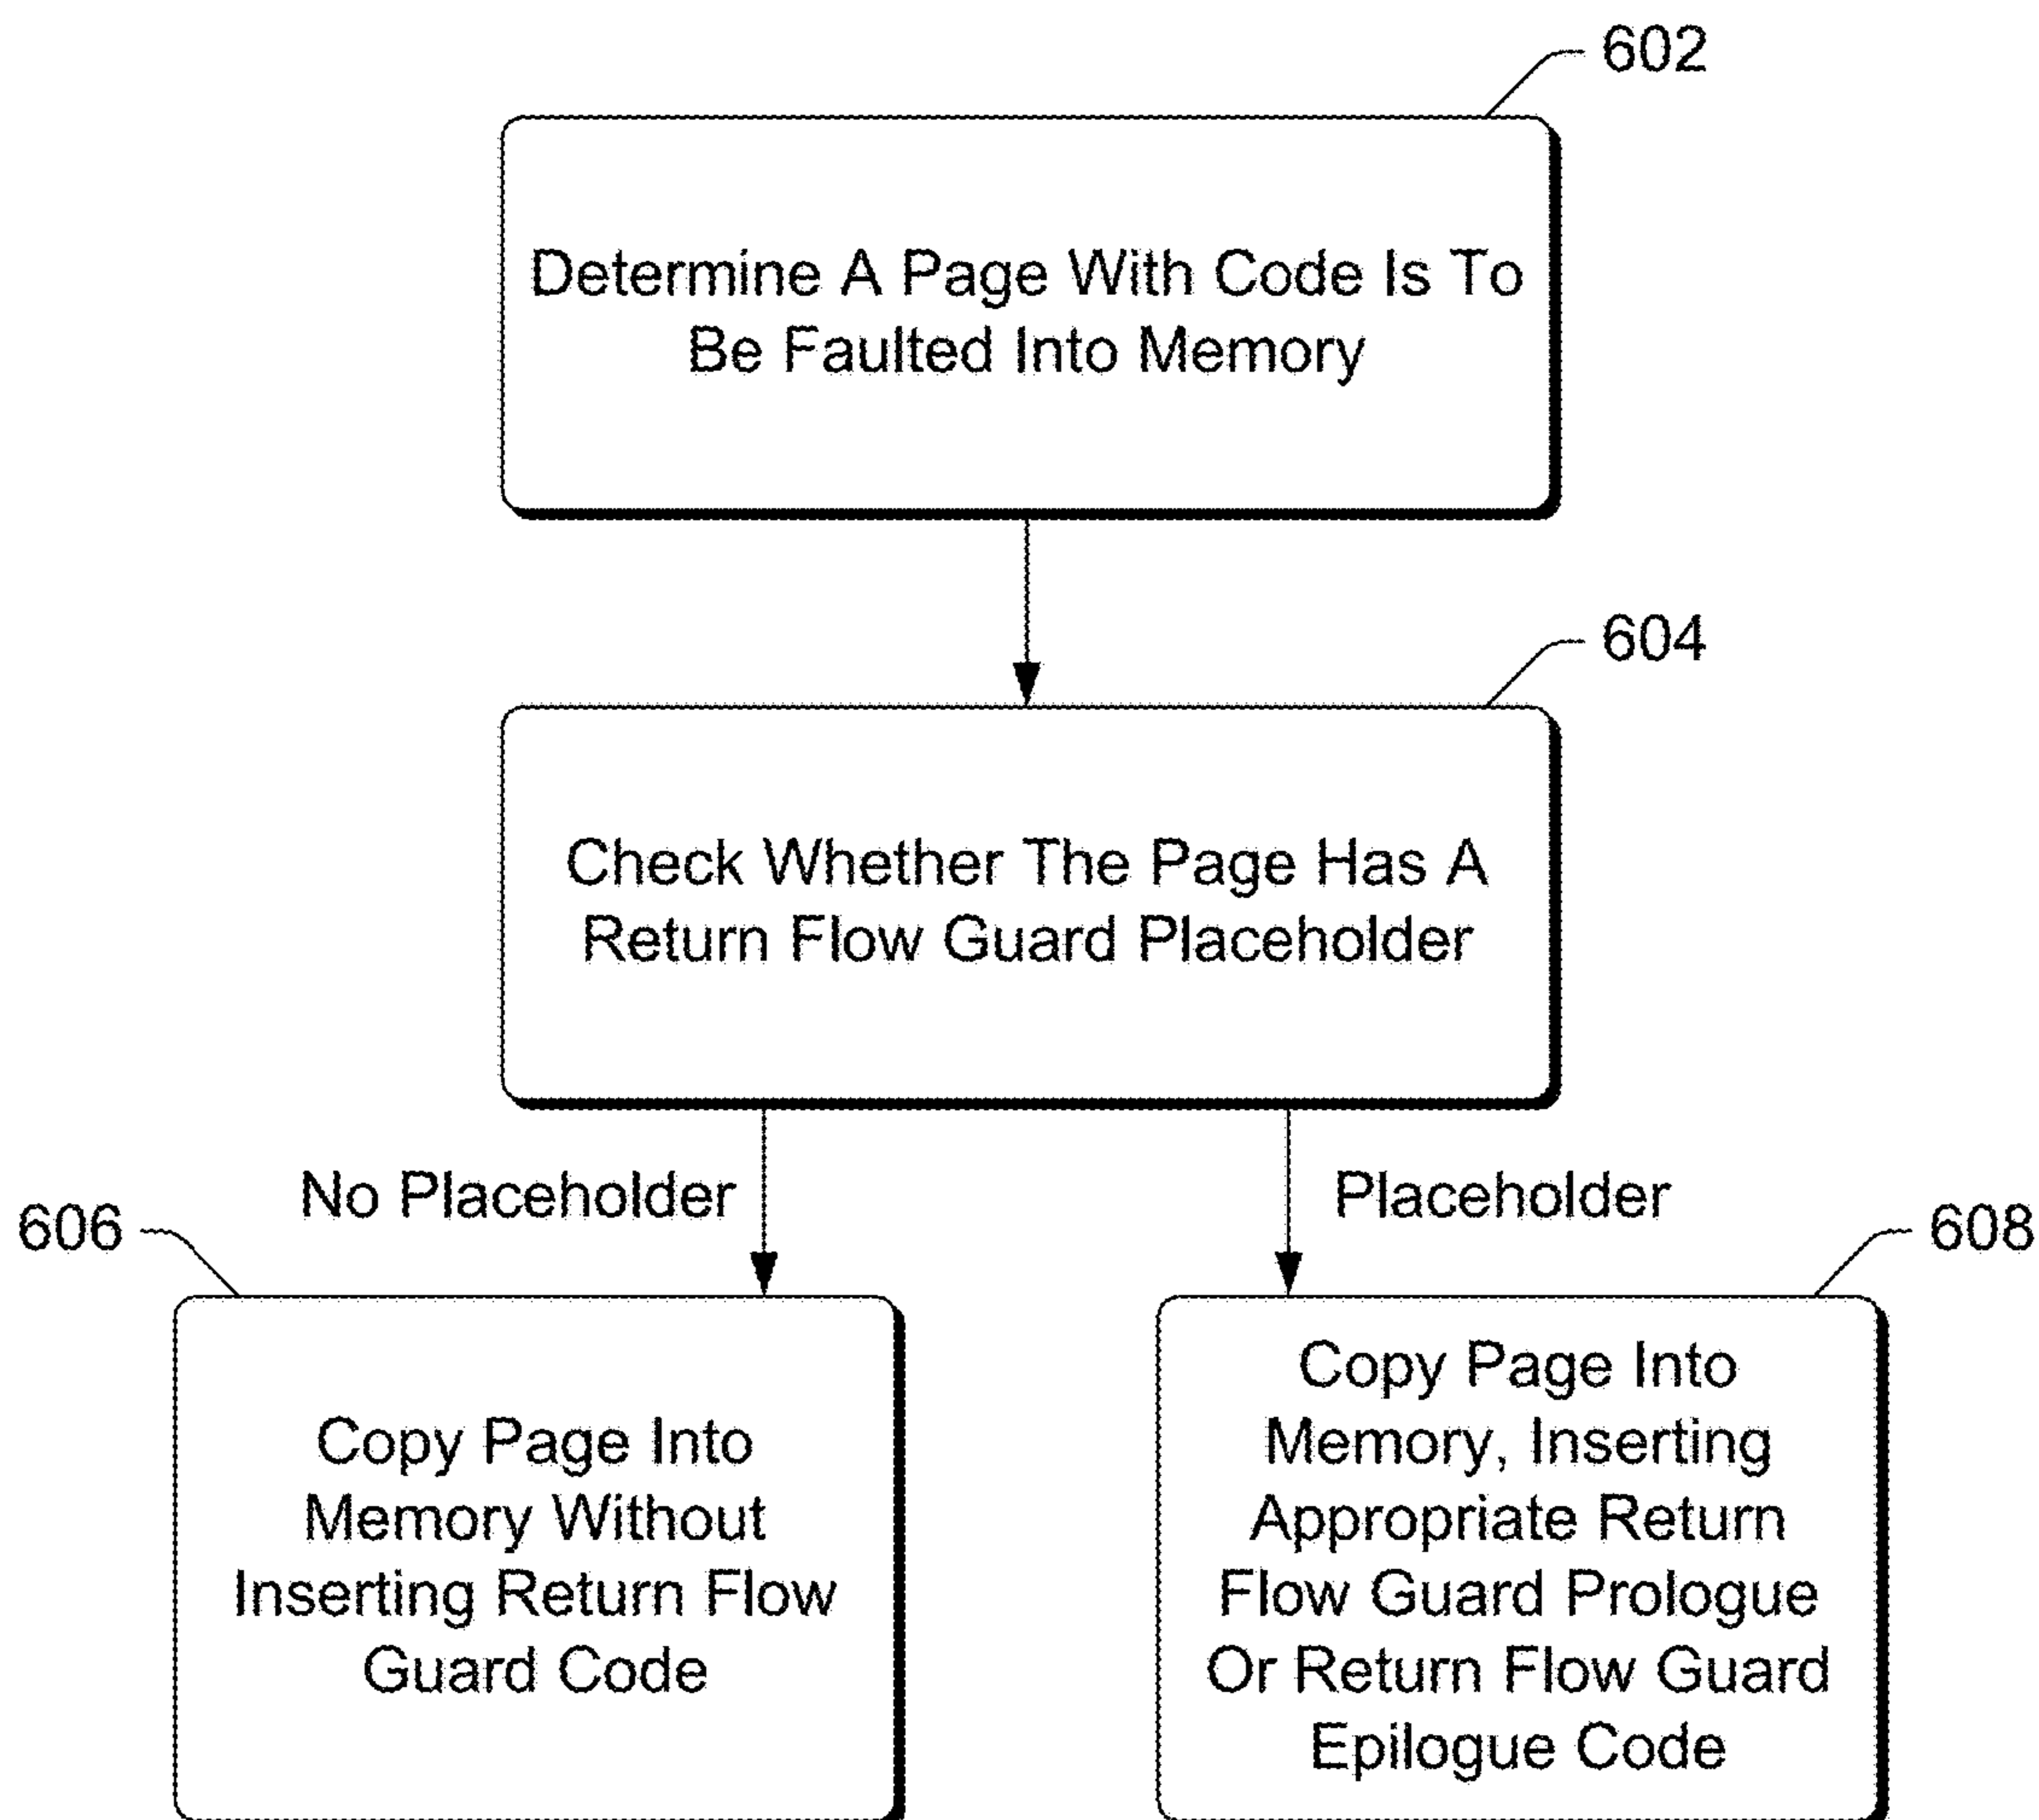 602
Determine A Page With Code Is To
Be Faulted Into Memory
604
Check Whether The Page Has A
Return Flow Guard Placeholder
No Placeholder
Placeholder
606
608
Copy Page Into
Memory Without
Inserting Return Flow
Guard Code
Copy Page Into
Memory, Inserting
Appropriate Return
Flow Guard Prologue
Or Return Flow Guard
Epilogue Code